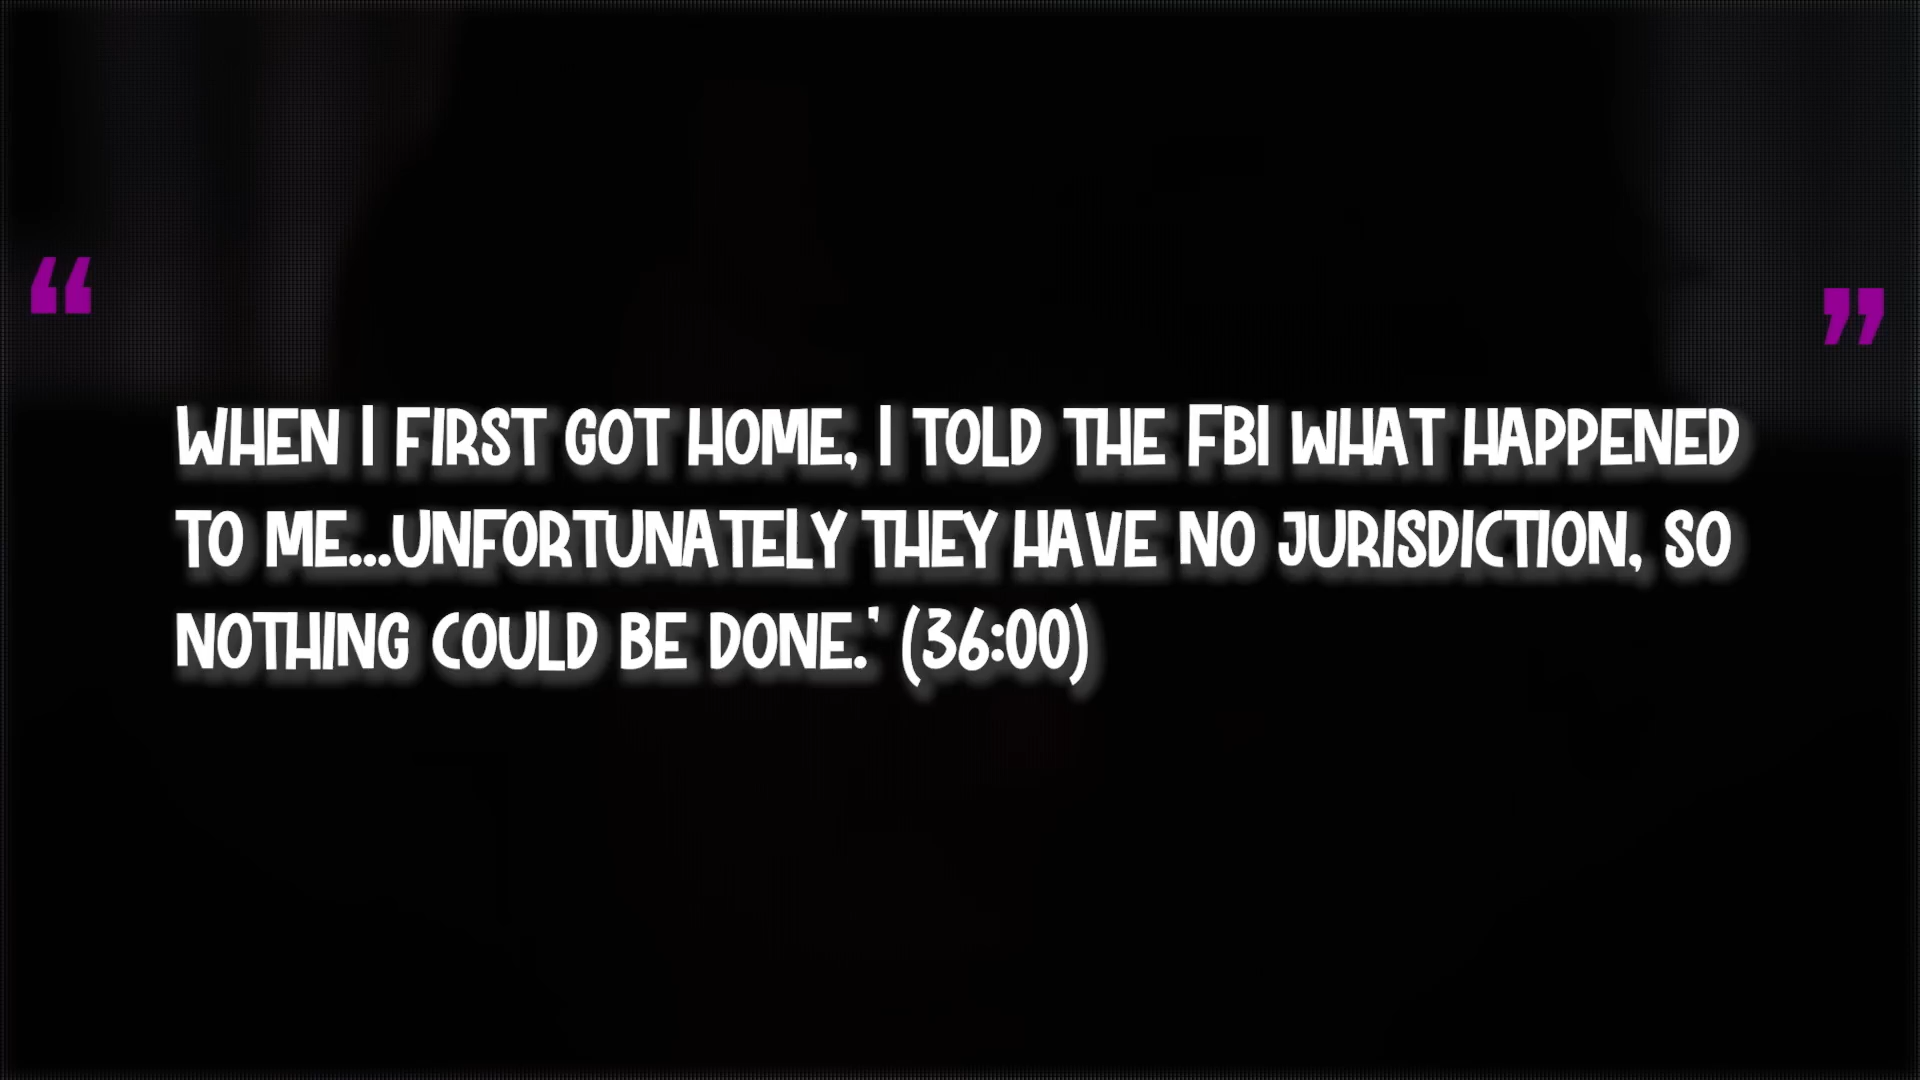 “
”
WHEN I FIRST GOT HOME, I TOLD THE FBI WHAT HAPPENED
TO ME...UNFORTUNATELY THEY HAVE NO JURISDICTION, SO
NOTHING COULD BE DONE.' (36:00)